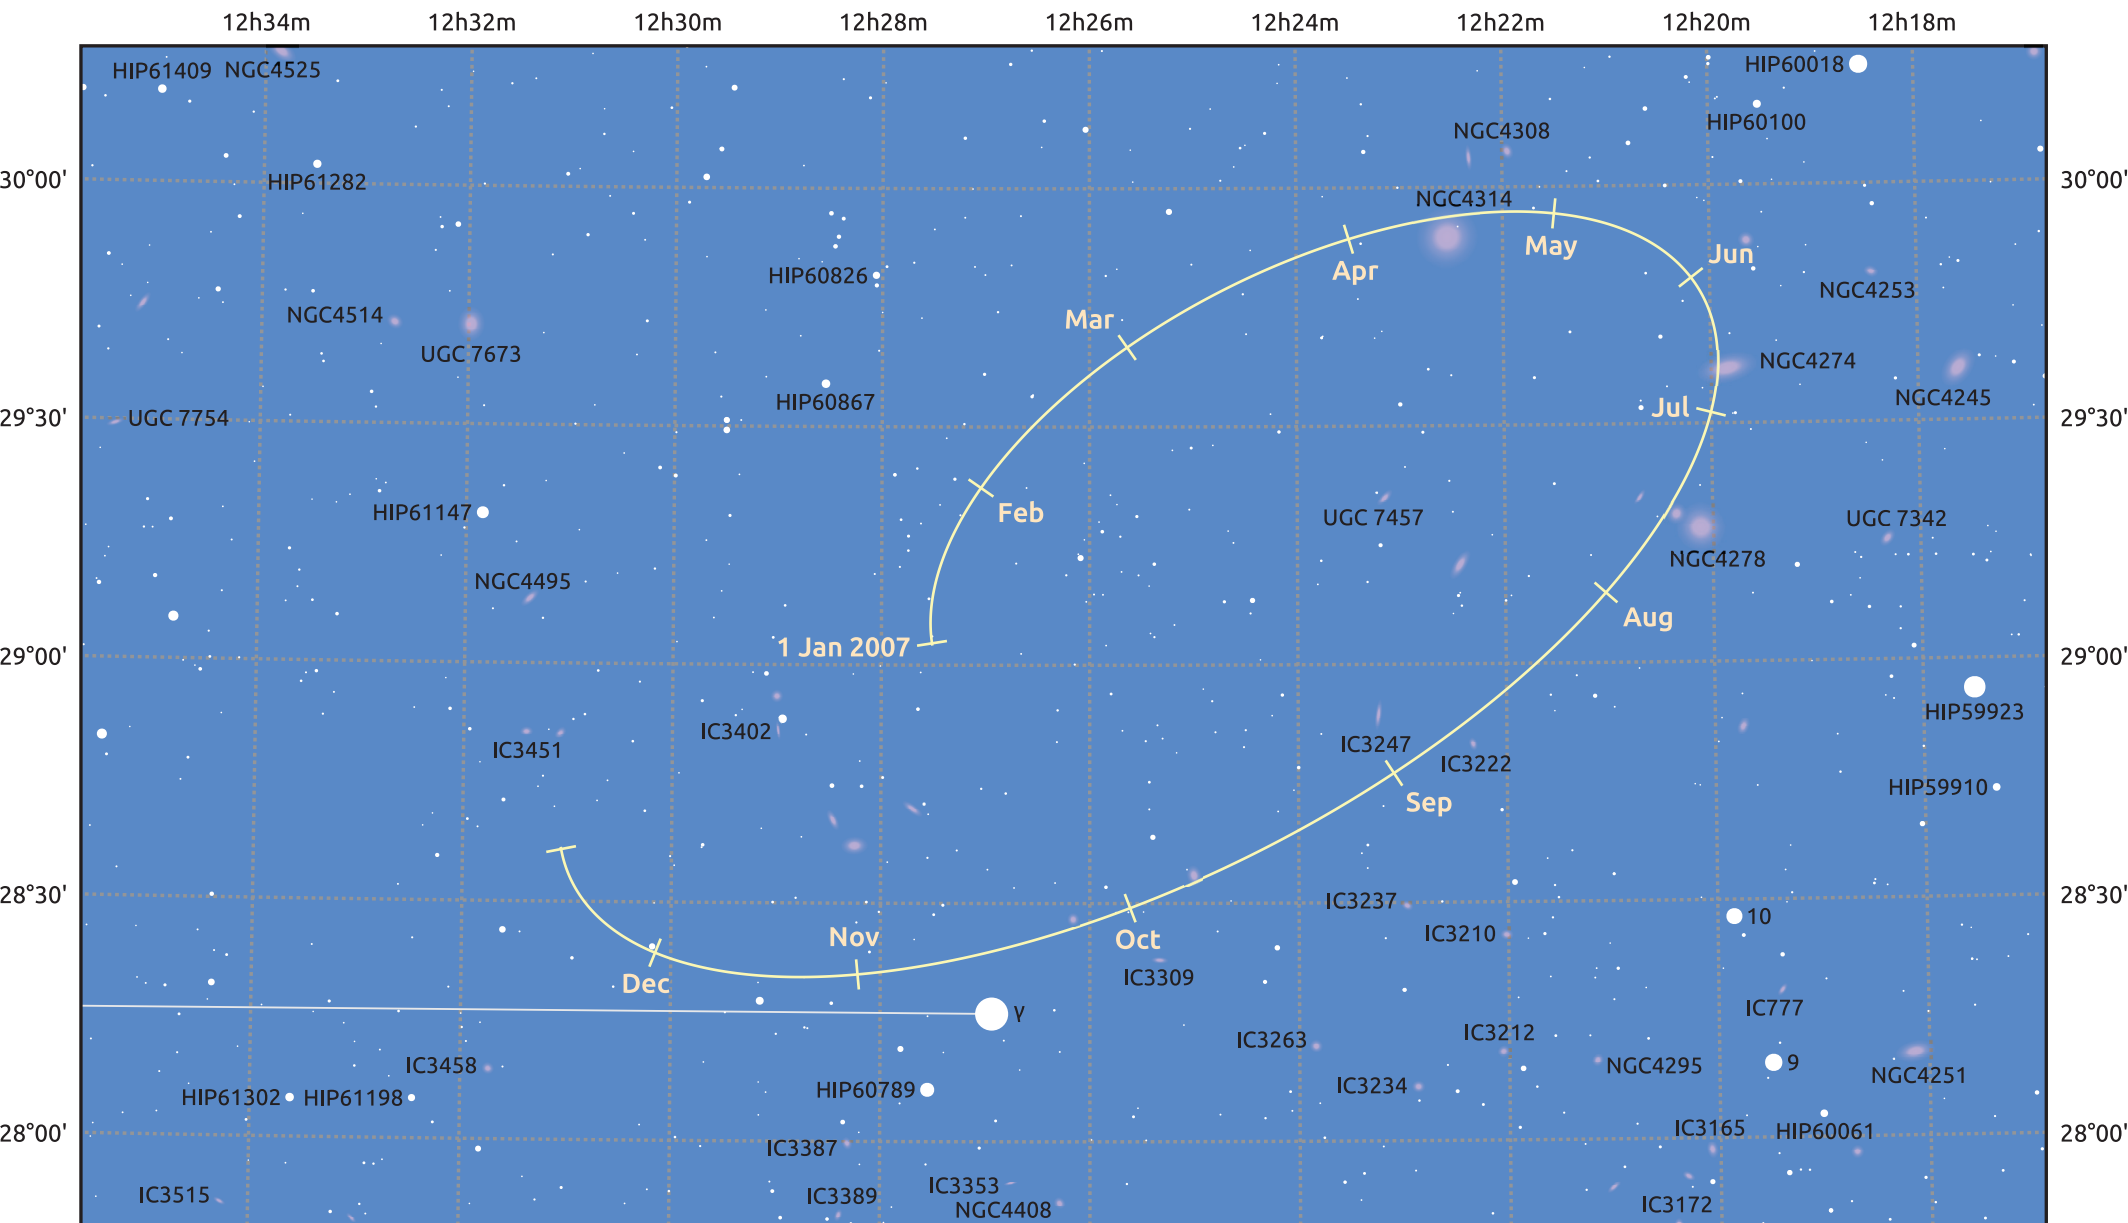 12h34m 12h32m 12h30m 12h28m 12h26m 12h24m 12h22m 12h20m 12h18m
HIP60018
HIP61409 NGC4525
HIP60100
NGC4308
30°00' 30°00'
HIP61282
NGC4314
May
Jun
Apr
HIP60826
NGC4253
NGC4514
Mar
UGC 7673
NGC4274
NGC4245
HIP60867
Jul
29°30' UGC 7754 29°30'
HIP61147
Feb
UGC 7457
UGC 7342
NGC4278
NGC4495
Aug
1 Jan 2007
29°00' 29°00'
HIP59923
IC3402
IC3451
IC3247
IC3222
HIP59910
Sep
28°30' 28°30'
IC3237
10
IC3210
Nov
Oct
IC3309
Dec
IC777
γ
IC3212
IC3263
9
IC3458
NGC4295
NGC4251
IC3234
HIP60789
HIP61302 HIP61198
IC3165 HIP60061
28°00' 28°00'
IC3387
IC3353
IC3515
IC3389
IC3172
NGC4408